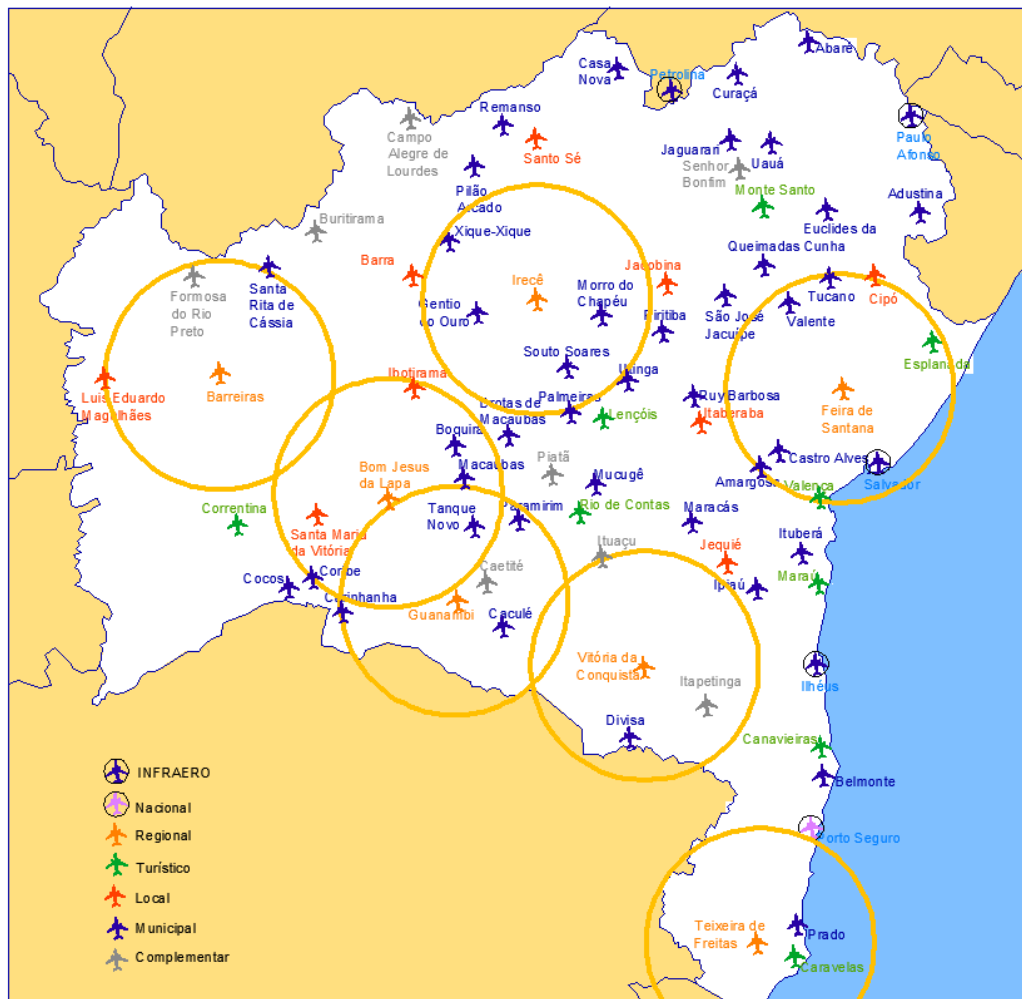 Abaré
Casa
Nova
Petrolina
Curaçá
Remanso
Campo
Alegre de
Lourdes
Santo Sé
Jaguarari
Uauá
Senhor
Bonfim
Paulo
Afonso
Pilão
Arcado
Monte Santo
Adustina
Buritirama
Xique-Xique
Euclides da
Cunha
Queimadas
Barra
Irecê
Jacobina
Morro do
Chapéu
Tucano
Cipó
Formosa
do Rio
Preto
Santa
Rita de
Cássia
Gentio
do Ouro
Piritiba
São José
Jacuípe
Valente
Souto Soares
Esplanada
Luis Eduardo
Magalhães
Barreiras
Ibotirama
Utinga
Brotas de
Macaubas
Palmeiras
Lençóis
Ruy Barbosa
Itaberaba
Feira de
Santana
Boquira
Macaubas
Piatã
Mucugê
Castro Alves
Amargosa
Salvador
Bom Jesus
da Lapa
Valença
Correntina
Santa Maria
da Vitória
Tanque
Novo
Paramirim
Rio de Contas
Maracás
Ituberá
Ituaçu
Jequié
Maraú
Cocos
Coribe
Caetité
Ipiaú
Carinhanha
Guanambi
Caculé
Vitória da
Conquista
Itapetinga
Ilhéus
Divisa
Canavieiras
Belmonte
Porto Seguro
Teixeira de
Freitas
Prado
Caravelas
INFRAERO
Nacional
Regional
Turístico
Local
Municipal
Complementar